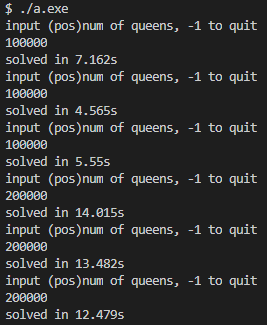 $ ./a.exe
input (pos)num of queens, -1 to quit
100000
solved in 7.162s
input (pos)num of queens, -1 to quit
100000
solved in 4.565s
input (pos)num of queens, -1 to quit
100000
solved in 5.55s
input (pos)num of queens, -1 to quit
200000
solved in 14.015s
input (pos)num of queens, -1 to quit
200000
solved in 13.482s
input (pos)num of queens, -1 to quit
200000
solved in 12.479s